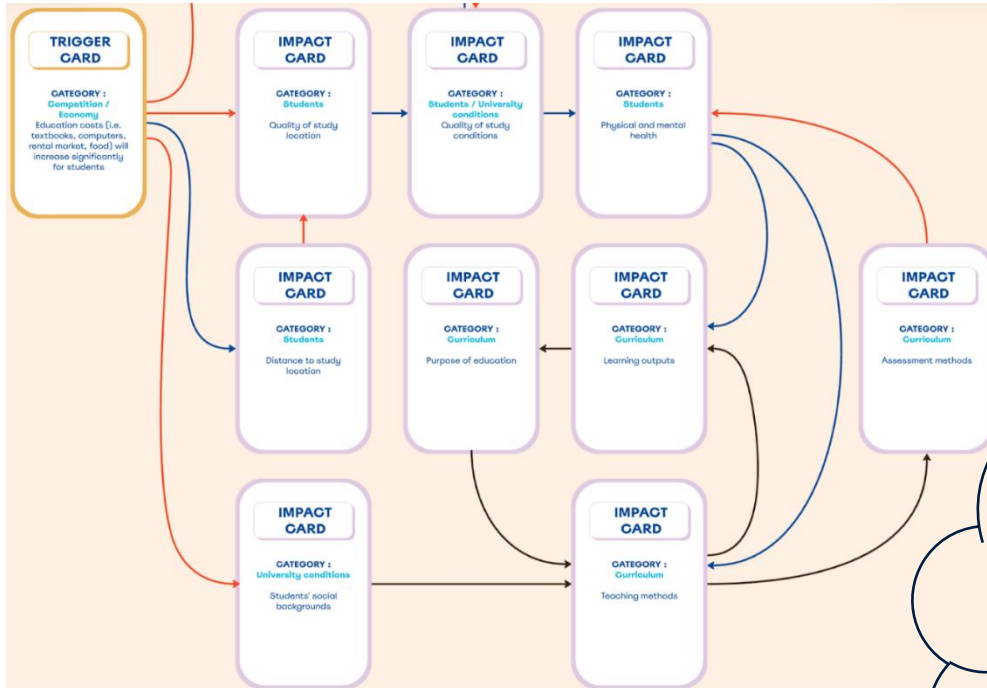 TRIGGER
CARD
CATEGORY :
Competition /
Economy
Education costs (i.e.
textbooks, computers,
rental market, food) will
increase significantly
for students
IMPACT
CARD
CATEGORY :
Students
Quality of study
location
IMPACT
CARD
CATEGORY :
Students / University
conditions
Quality of study
conditions
IMPACT
CARD
CATEGORY :
Students
Physical and mental
health
IMPACT
CARD
CATEGORY :
Students
Distance to study
location
IMPACT
CARD
CATEGORY :
Curriculum
Purpose of education
IMPACT
CARD
CATEGORY :
Curriculum
Learning outputs
IMPACT
CARD
CATEGORY :
Curriculum
Assessment methods
IMPACT
CARD
CATEGORY :
University conditions
Students' social
backgrounds
IMPACT
CARD
CATEGORY :
Curriculum
Teaching methods